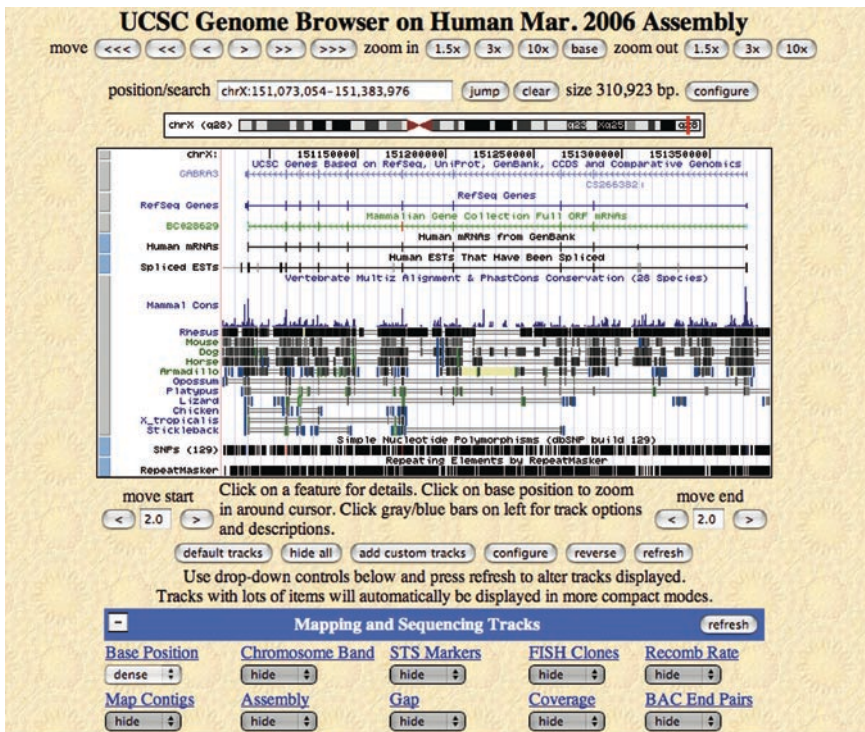 UCSC Genome Browser on Human Mar. 2006 Assembly
move <<< << < > >> >>> zoom in 1.5x 3x 10x base zoom out 1.5x 3x 10x
position/search chrX:151,073,054-151,383,976 jump clear size 310,923 bp. configure
chrX (q28) q25 Xq28
chrX: 151150000| 151200000| 151250000| 151300000| 151350000|
UCSC Genes Based on RefSeq, UniProt, GenBank, CCDS and Comparative Genomics
GABRA3
RefSeq Genes
RefSeq Genes
Mammalian Gene Collection Full ORF mRNAs
BC028629
Human mRNAs from GenBank
Human mRNAs
Human ESTs That Have Been Spliced
Spliced ESTs
Vertebrate Multiz Alignment & PhastCons Conservation (28 Species)
Mammal Cons
Rhesus
Mouse
Dog
Horse
Armadillo
Opossum
Platypus
Lizard
Chicken
X_tropicalis
Stickleback
Simple Nucleotide Polymorphisms (dbSNP build 129)
SNPs (129)
Repeating Elements by RepeatMasker
RepeatMasker
move start Click on a feature for details. Click on base position to zoom move end
< 2.0 > in around cursor. Click gray/blue bars on left for track options < 2.0 >
and descriptions.
default tracks hide all add custom tracks configure reverse refresh
Use drop-down controls below and press refresh to alter tracks displayed.
Tracks with lots of items will automatically be displayed in more compact modes.
- Mapping and Sequencing Tracks refresh
Base Position Chromosome Band STS Markers FISH Clones Recomb Rate
dense hide hide hide hide
Map Contigs Assembly Gap Coverage BAC End Pairs
hide hide hide hide hide